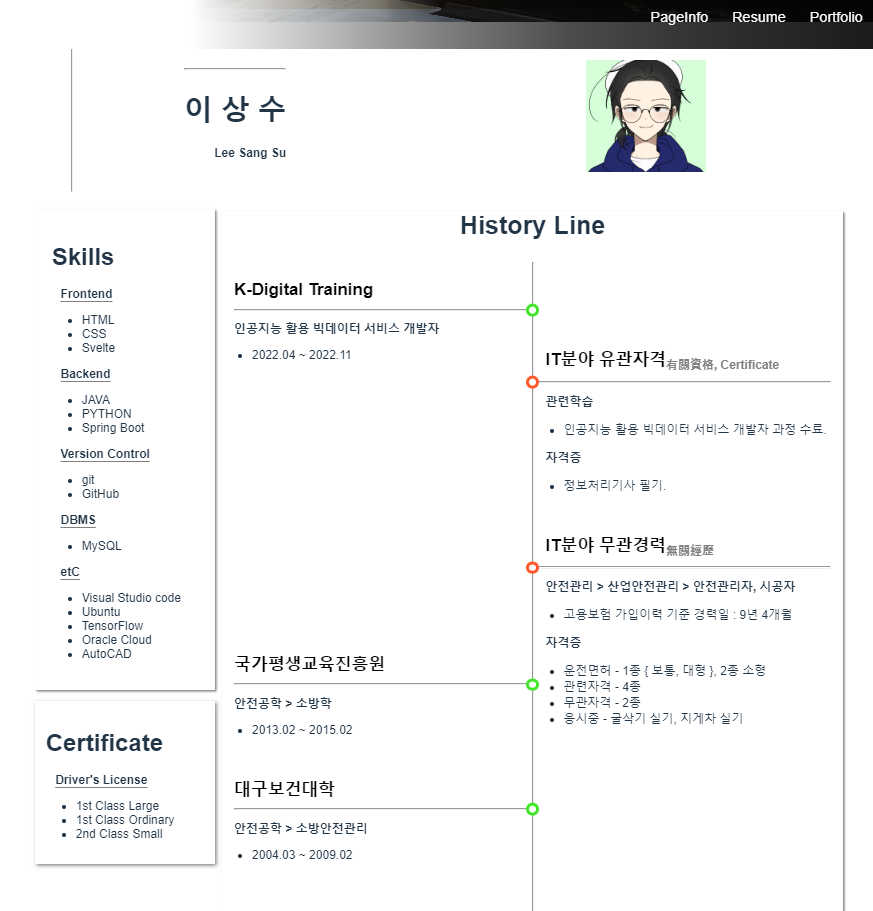 PageInfo Resume Portfolio
이 상 수
Lee Sang Su
Skills
Frontend
HTML
CSS
Svelte
Backend
JAVA
PYTHON
Spring Boot
Version Control
git
GitHub
DBMS
MySQL
etC
Visual Studio code
Ubuntu
TensorFlow
Oracle Cloud
AutoCAD
Certificate
Driver's License
1st Class Large
1st Class Ordinary
2nd Class Small
History Line
K-Digital Training
인공지능 활용 빅데이터 서비스 개발자
2022.04 ~ 2022.11
IT분야 유관자격有關資格, Certificate
관련학습
인공지능 활용 빅데이터 서비스 개발자 과정 수료.
자격증
정보처리기사 필기.
IT분야 무관경력無關經歷
안전관리 > 산업안전관리 > 안전관리자, 시공자
고용보험 가입이력 기준 경력일 : 9년 4개월
자격증
운전면허 - 1종 { 보통, 대형 }, 2종 소형
관련자격 - 4종
무관자격 - 2종
응시중 - 굴삭기 실기, 지게차 실기
국가평생교육진흥원
안전공학 > 소방학
2013.02 ~ 2015.02
대구보건대학
안전공학 > 소방안전관리
2004.03 ~ 2009.02